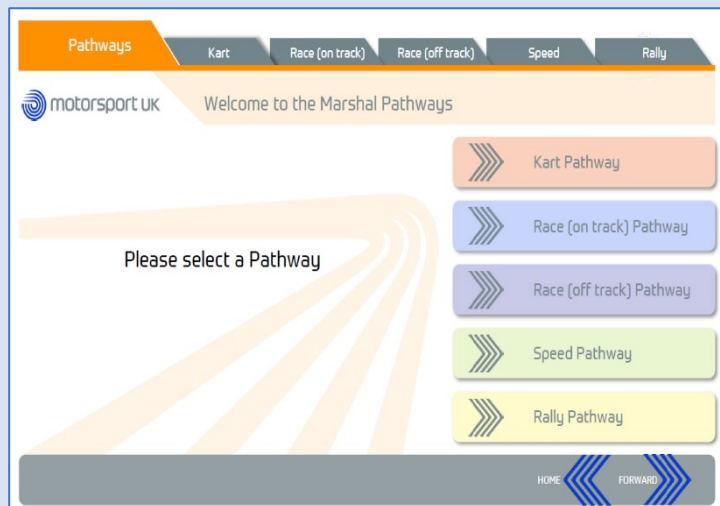 Pathways
Kart
Race (on track)
Race (off track)
Speed
Rally
motorsport UK
Welcome to the Marshal Pathways
Please select a Pathway
Kart Pathway
Race (on track) Pathway
Race (off track) Pathway
Speed Pathway
Rally Pathway
HOME
FORWARD